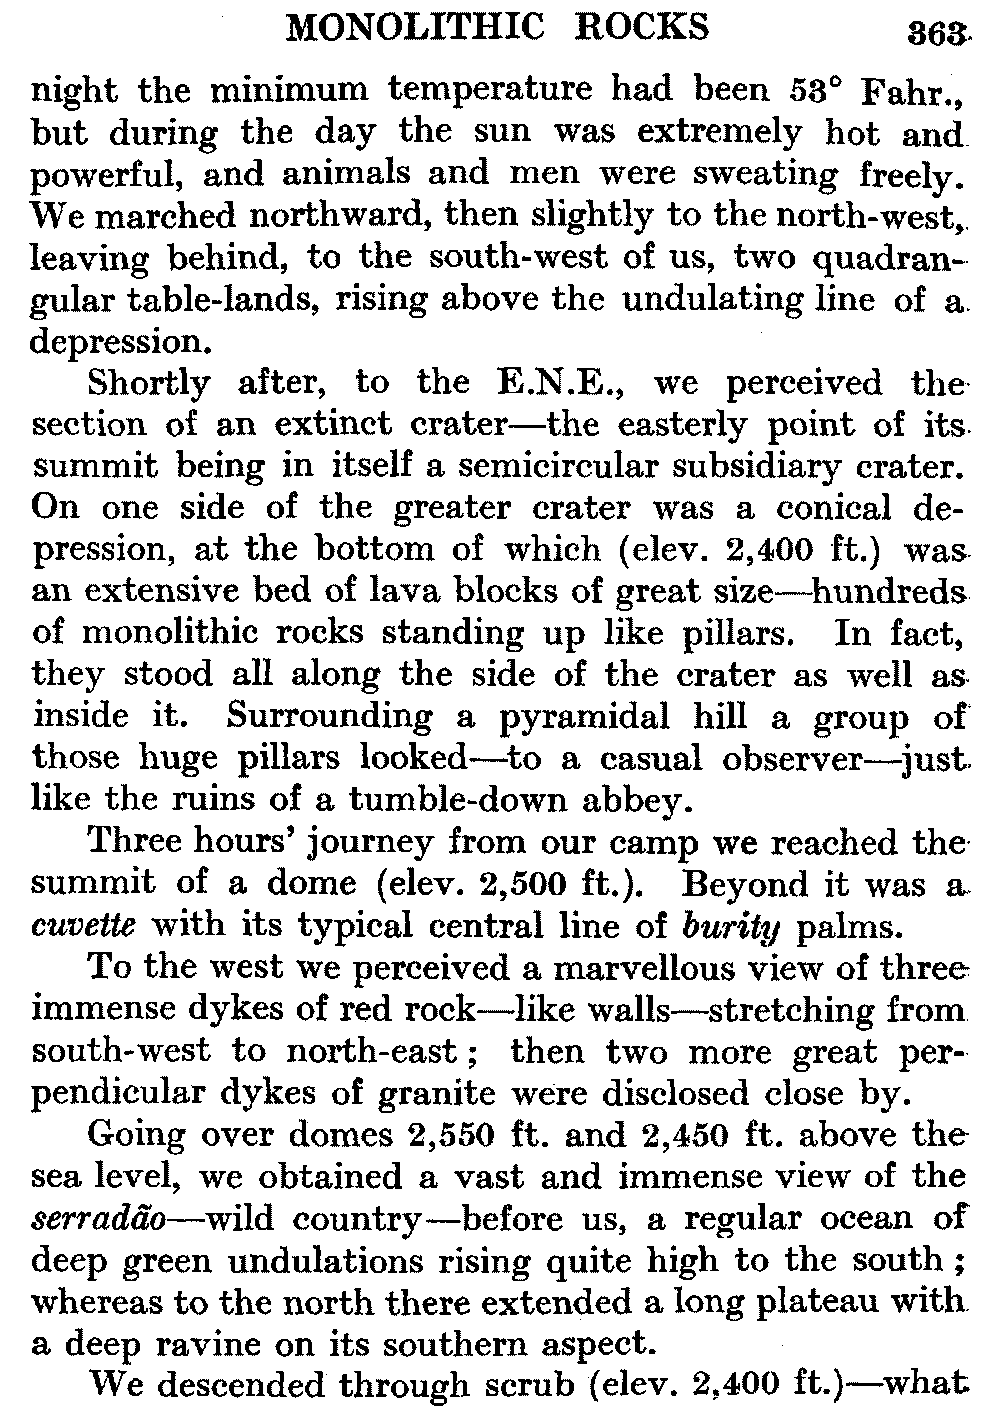 MONOLITHIC ROCKS 363
night the minimum temperature had been 53° Fahr.,
but during the day the sun was extremely hot and
powerful, and animals and men were sweating freely.
We marched northward, then slightly to the north-west,
leaving behind, to the south-west of us, two quadran-
gular table-lands, rising above the undulating line of a
depression.
Shortly after, to the E.N.E., we perceived the
section of an extinct crater—the easterly point of its
summit being in itself a semicircular subsidiary crater.
On one side of the greater crater was a conical de-
pression, at the bottom of which (elev. 2,400 ft.) was
an extensive bed of lava blocks of great size—hundreds
of monolithic rocks standing up like pillars. In fact,
they stood all along the side of the crater as well as
inside it. Surrounding a pyramidal hill a group of
those huge pillars looked—to a casual observer—just
like the ruins of a tumble-down abbey.
Three hours' journey from our camp we reached the
summit of a dome (elev. 2,500 ft.). Beyond it was a
cuvette with its typical central line of burity palms.
To the west we perceived a marvellous view of three
immense dykes of red rock—like walls—stretching from
south-west to north-east; then two more great per-
pendicular dykes of granite were disclosed close by.
Going over domes 2,550 ft. and 2,450 ft. above the
sea level, we obtained a vast and immense view of the
serradão—wild country—before us, a regular ocean of
deep green undulations rising quite high to the south;
whereas to the north there extended a long plateau with
a deep ravine on its southern aspect.
We descended through scrub (elev. 2,400 ft.)—what